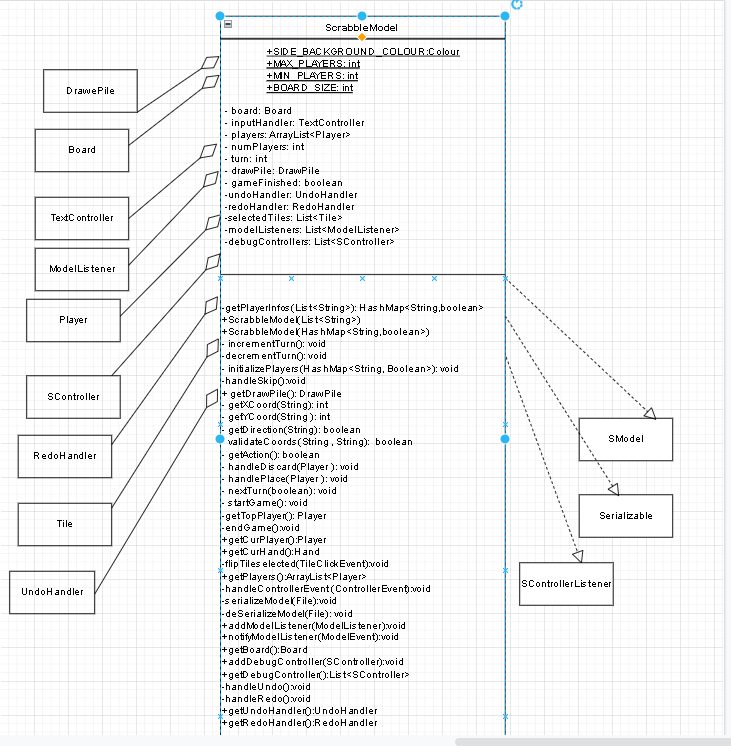 ScrabbleModel
+SIDE_BACKGROUND_COLOUR:Colour
+MAX_PLAYERS: int
+MIN_PLAYERS: int
+BOARD_SIZE: int
- board: Board
- inputHandler: TextController
- players: ArrayList<Player>
- numPlayers: int
- turn: int
- drawPile: DrawPile
- gameFinished: boolean
-undoHandler: UndoHandler
-redoHandler: RedoHandler
-selectedTiles: List<Tile>
-modelListeners: List<ModelListener>
-debugControllers: List<SController>
-getPlayerInfos(List<String>): HashMap<String,boolean>
+ScrabbleModel(List<String>)
+ScrabbleModel(HashMap<String,boolean>)
- incrementTurn(): void
-decrementTurn(): void
- initializePlayers(HashMap<String, Boolean>): void
-handleSkip():void
+ getDrawPile(): DrawPile
- getXCoord(String): int
- getYCoord(String ): int
- getDirection(String): boolean
validateCoords(String , String):  boolean
- getAction(): boolean
- handleDiscard(Player ): void
- handlePlace(Player ): void
- nextTurn(boolean): void
- startGame(): void
-getTopPlayer(): Player
-endGame():void
+getCurPlayer():Player
+getCurHand():Hand
-flipTileselected(TileClickEvent):void
+getPlayers():ArrayList<Player>
-handleControllerEvent(ControllerEvent):void
-serializeModel(File):void
-deSerializeModel(File): void
+addModelListener(ModelListener):void
+notifyModelListener(ModelEvent):void
+getBoard():Board
+addDebugController(SController):void
+getDebugController():List<SController>
-handleUndo():void
-handleRedo():void
+getUndoHandler():UndoHandler
+getRedoHandler():RedoHandler
DrawePile
Board
TextController
ModelListener
Player
SController
RedoHandler
Tile
UndoHandler
SModel
Serializable
SControllerListener